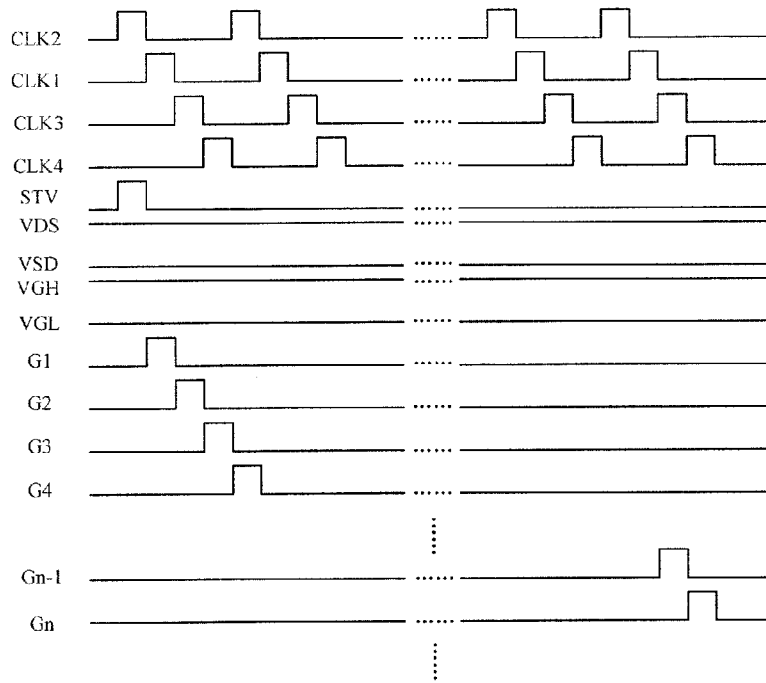 CLK2
CLK1
CLK3
CLK4
STV
VDS
VSD
VGH
VGL
G1
G2
G3
G4
Gn-1
Gn